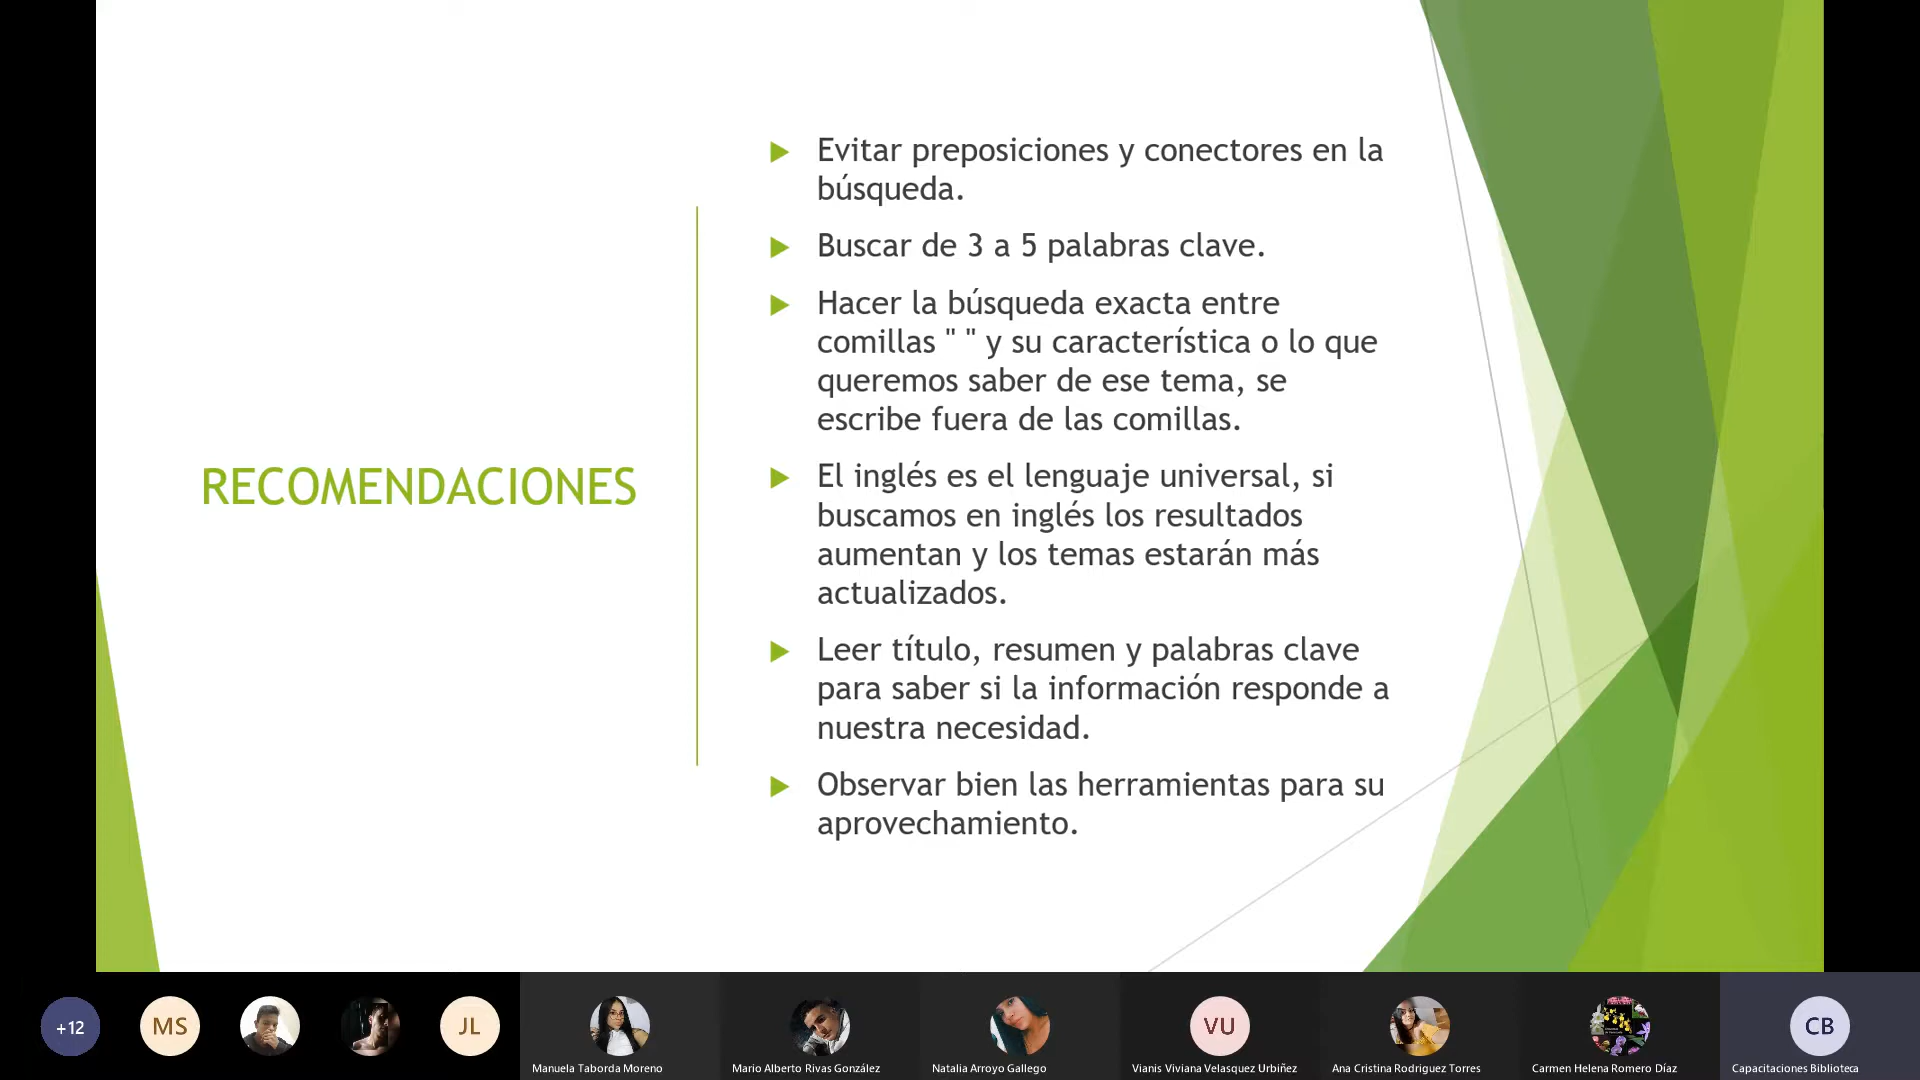 RECOMENDACIONES
Evitar preposiciones y conectores en la
búsqueda.
Buscar de 3 a 5 palabras clave.
Hacer la búsqueda exacta entre
comillas " " y su característica o lo que
queremos saber de ese tema, se
escribe fuera de las comillas.
El inglés es el lenguaje universal, si
buscamos en inglés los resultados
aumentan y los temas estarán más
actualizados.
Leer título, resumen y palabras clave
para saber si la información responde a
nuestra necesidad.
Observar bien las herramientas para su
aprovechamiento.
+12
MS
JL
VU
CB
Manuela Taborda Moreno
Mario Alberto Rivas González
Natalia Arroyo Gallego
Vianis Viviana Velasquez Urbiñez
Ana Cristina Rodriguez Torres
Carmen Helena Romero Díaz
Capacitaciones Biblioteca